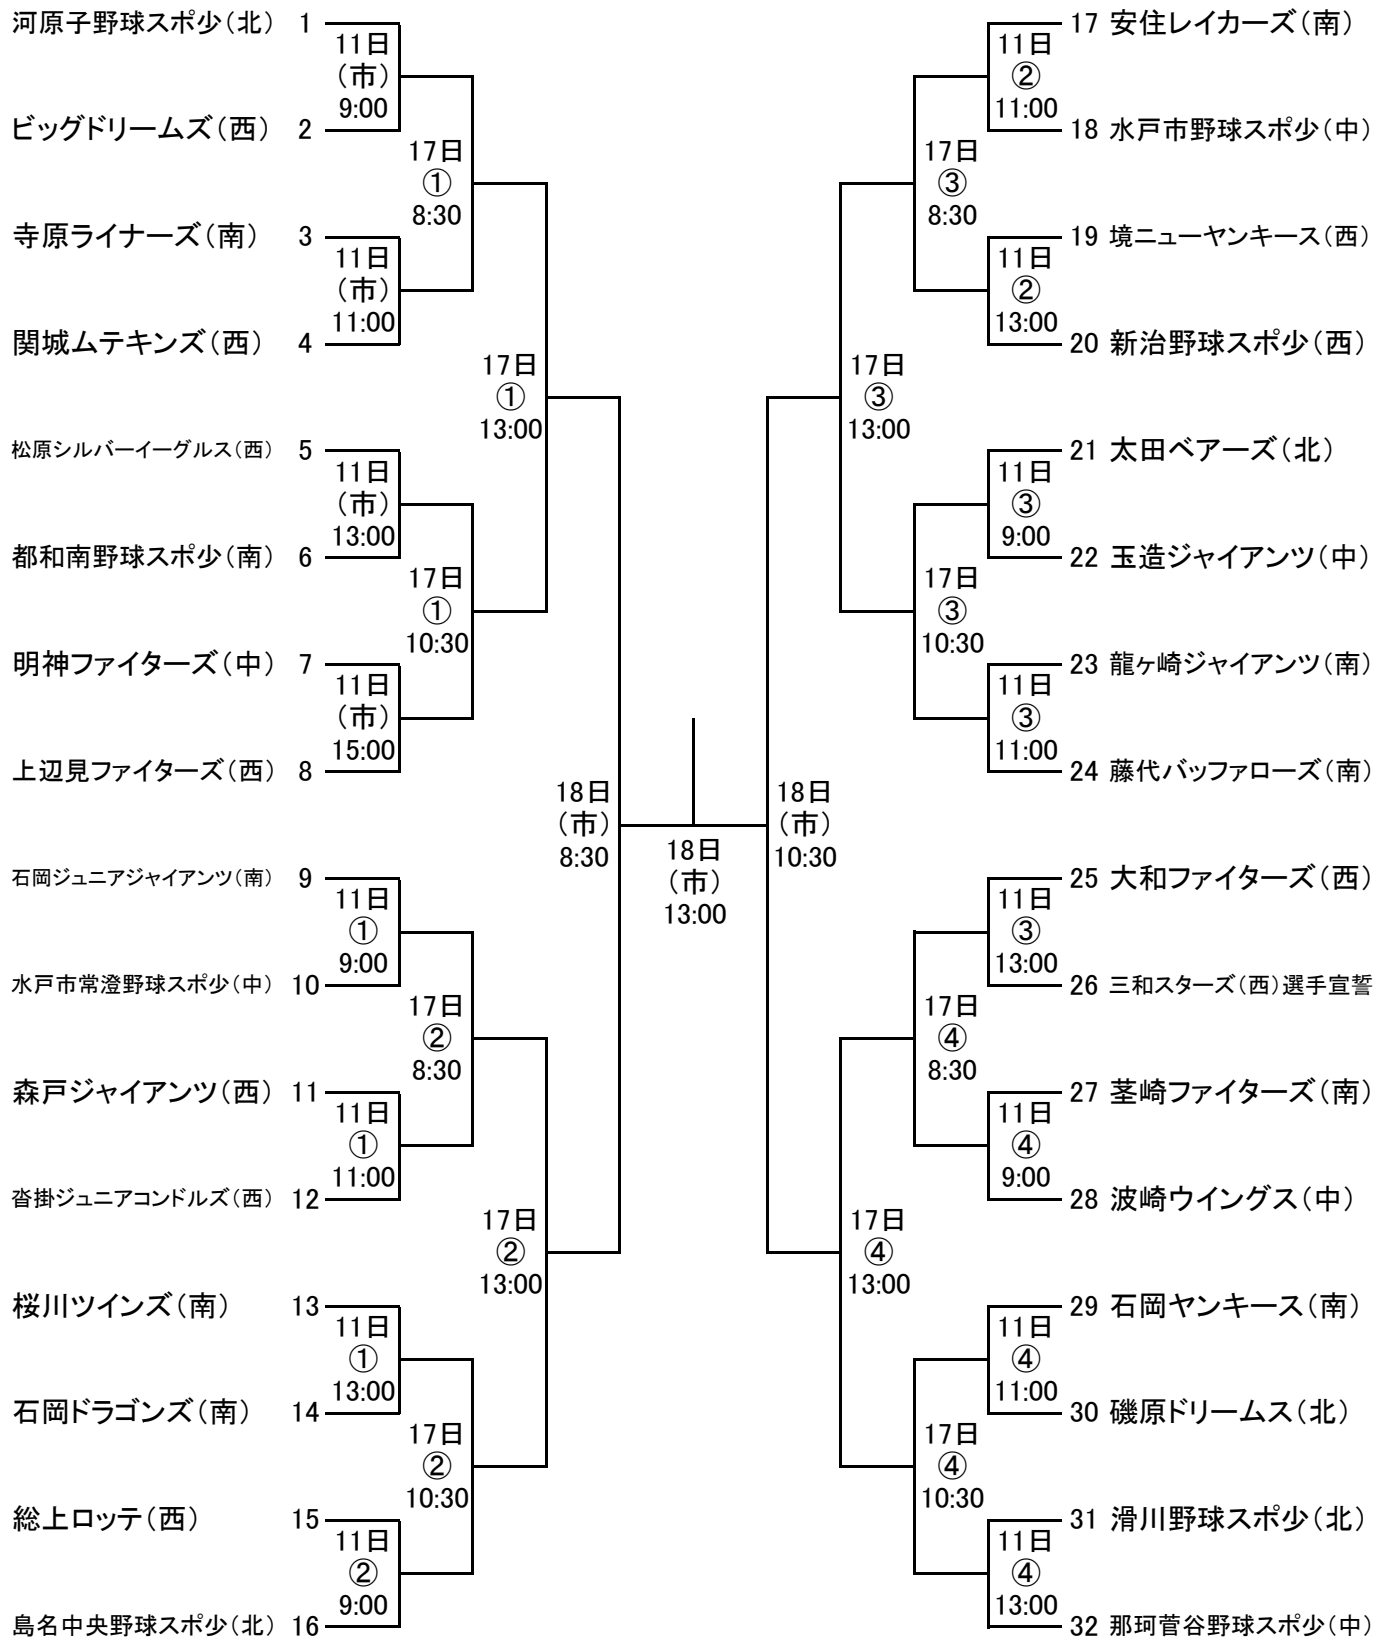 河原子野球スポ少(北) 1
11日
(市)
9:00
ビッグドリームズ(西) 2
17日
①
8:30
寺原ライナーズ(南) 3
11日
(市)
11:00
関城ムテキンズ(西) 4
17日
①
13:00
松原シルバーイーグルス(西) 5
11日
(市)
13:00
都和南野球スポ少(南) 6
17日
①
10:30
明神ファイターズ(中) 7
11日
(市)
15:00
上辺見ファイターズ(西) 8
18日
(市)
8:30
石岡ジュニアジャイアンツ(南) 9
11日
①
9:00
水戸市常澄野球スポ少(中) 10
17日
②
8:30
森戸ジャイアンツ(西) 11
11日
①
11:00
沓掛ジュニアコンドルズ(西) 12
17日
②
13:00
桜川ツインズ(南) 13
11日
①
13:00
石岡ドラゴンズ(南) 14
17日
②
10:30
総上ロッテ(西) 15
11日
②
9:00
島名中央野球スポ少(北) 16
18日
(市)
13:00
17 安住レイカーズ(南)
11日
②
11:00
18 水戸市野球スポ少(中)
17日
③
8:30
19 境ニューヤンキース(西)
11日
②
13:00
20 新治野球スポ少(西)
17日
③
13:00
21 太田ベアーズ(北)
11日
③
9:00
22 玉造ジャイアンツ(中)
17日
③
10:30
23 龍ヶ崎ジャイアンツ(南)
11日
③
11:00
24 藤代バッファローズ(南)
18日
(市)
10:30
25 大和ファイターズ(西)
11日
③
13:00
26 三和スターズ(西)選手宣誓
17日
④
8:30
27 茎崎ファイターズ(南)
11日
④
9:00
28 波崎ウイングス(中)
17日
④
13:00
29 石岡ヤンキース(南)
11日
④
11:00
30 磯原ドリームス(北)
17日
④
10:30
31 滑川野球スポ少(北)
11日
④
13:00
32 那珂菅谷野球スポ少(中)